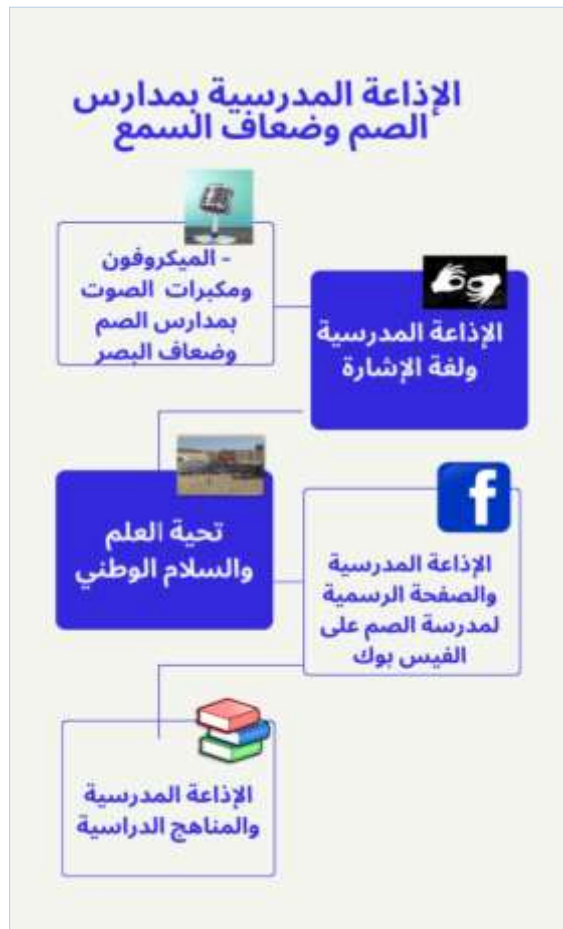 الإذاعة المدرسية بمدارس
الصم وضعاف السمع
- الميكروفون
ومكبرات الصوت
بمدارس الصم
وضعاف البصر
الإذاعة المدرسية
ولغة الإشارة
تحية العلم
والسلام الوطني
الإذاعة المدرسية
والصفحة الرسمية
لمدرسة الصم على
الفيس بوك
الإذاعة المدرسية
والمناهج الدراسية